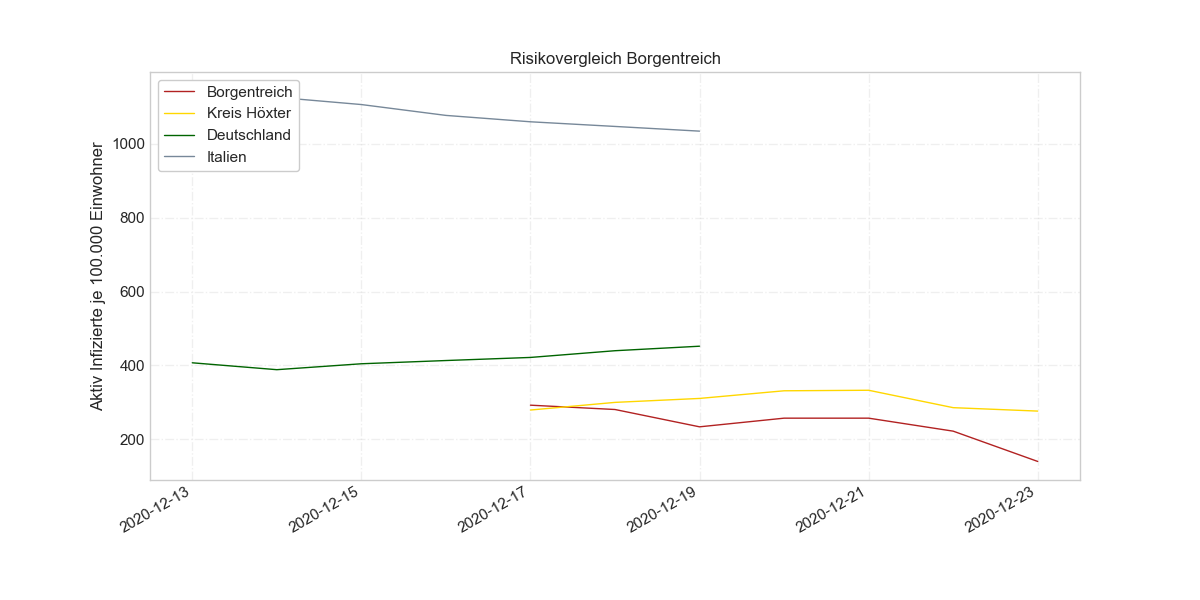 Risikovergleich Borgentreich
Borgentreich
Kreis Höxter
Deutschland
Italien
Aktiv Infizierte je 100.000 Einwohner
1000
800
600
400
200
2020-12-13
2020-12-15
2020-12-17
2020-12-19
2020-12-21
2020-12-23